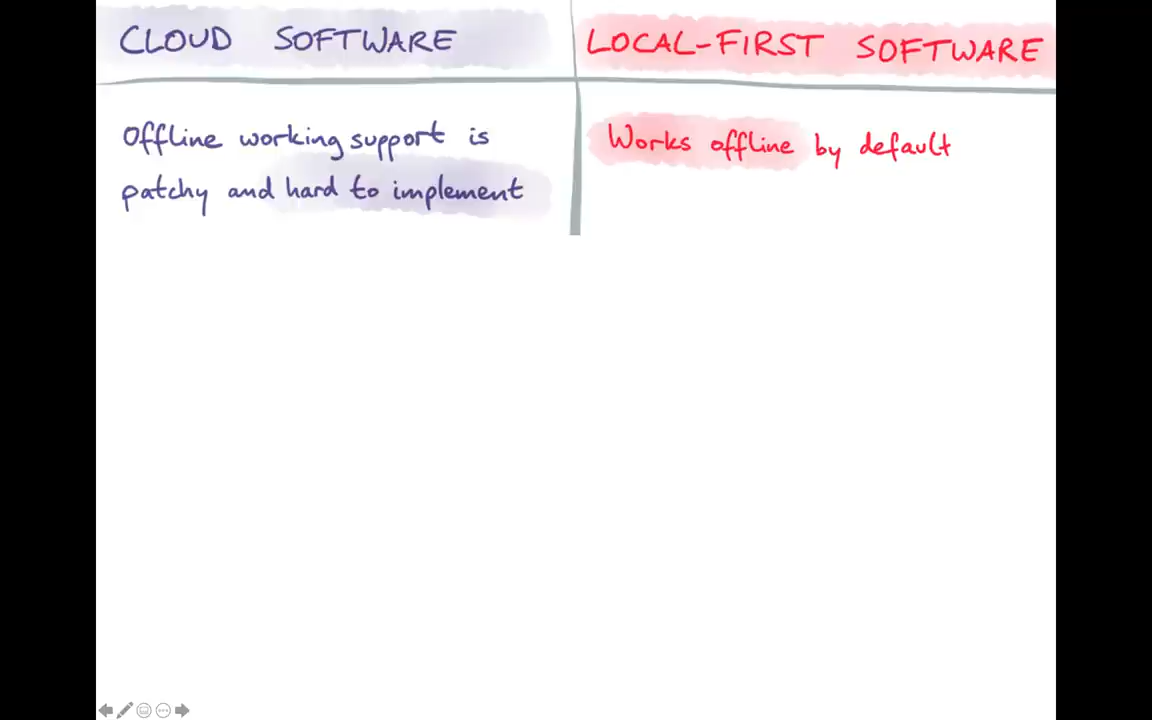 CLOUD SOFTWARE
LOCAL-FIRST SOFTWARE
Offline working support is
patchy and hard to implement
Works offline by default